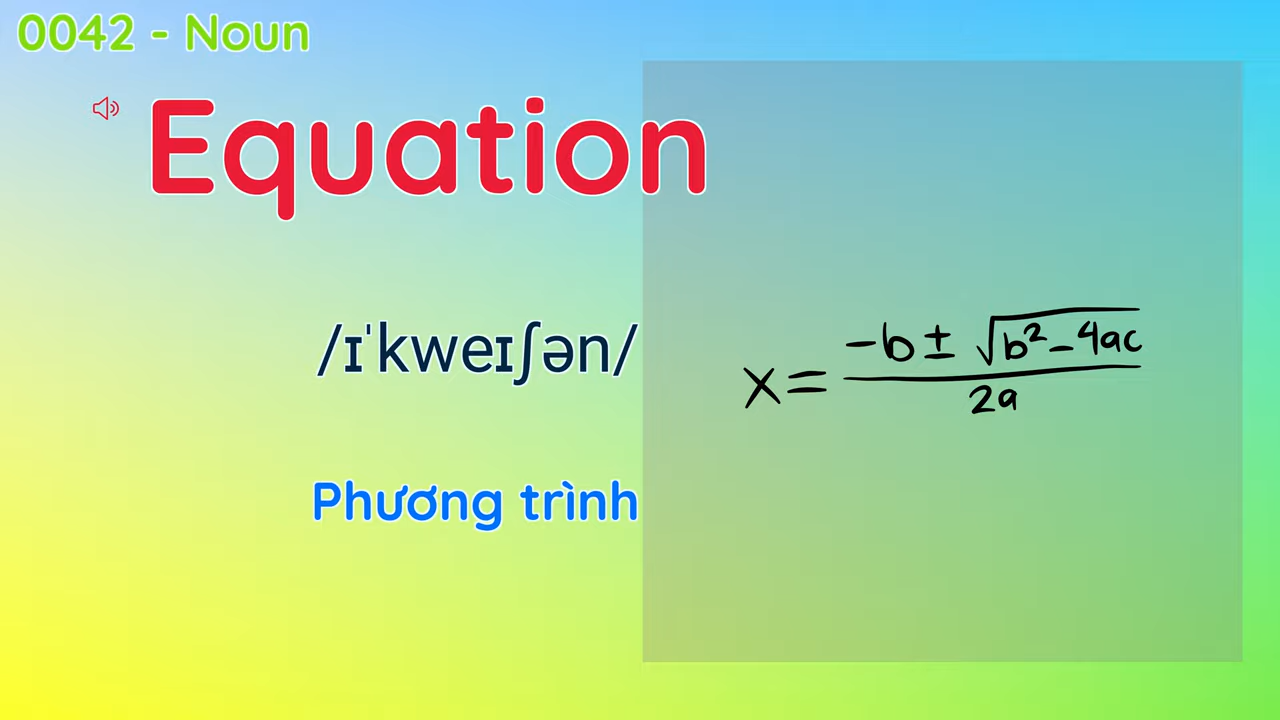 0042 - Noun
Equation
/ɪˈkweɪʃən/
Phương trình
x = (-b ± √(b² - 4ac)) / 2a